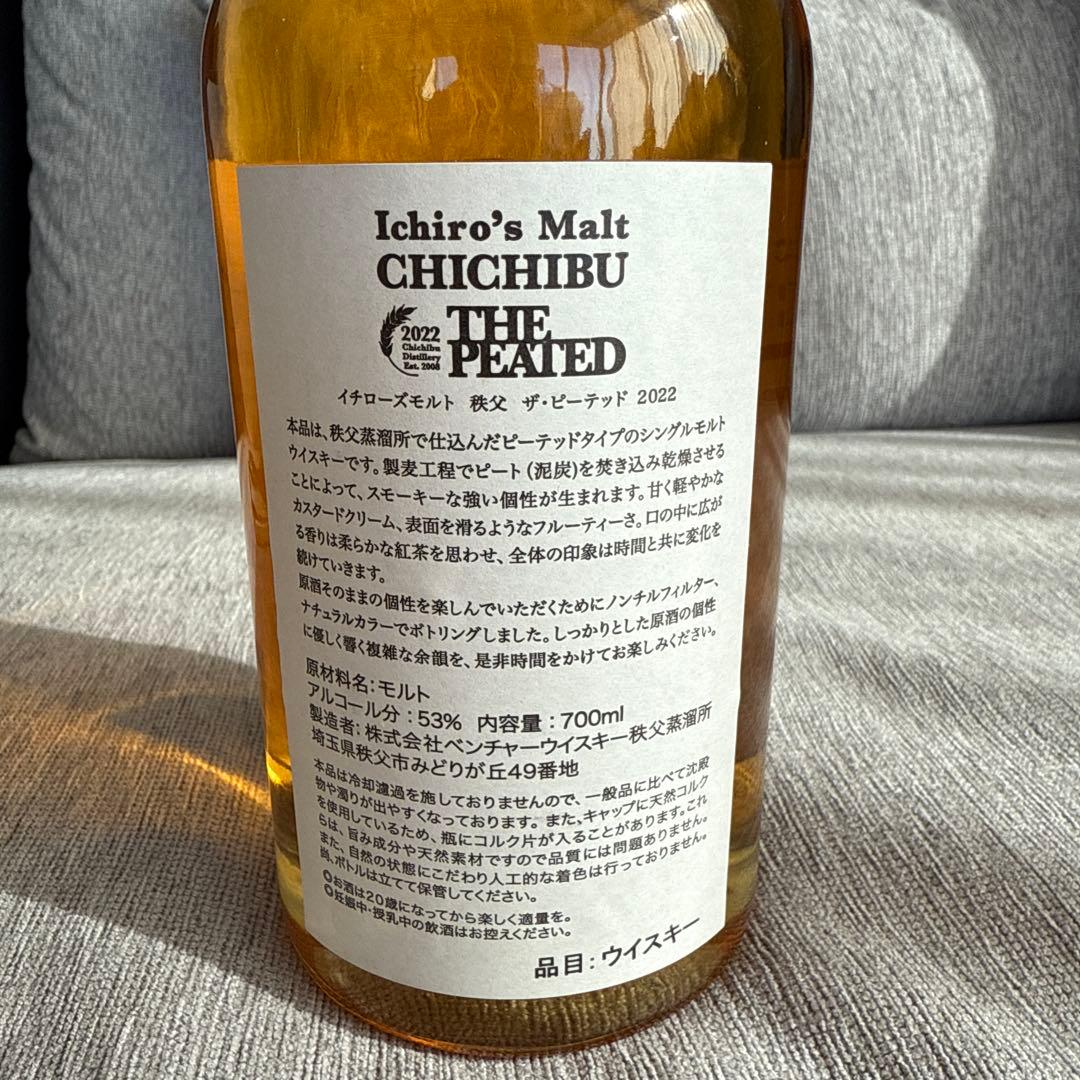 Ichiro's Malt
CHICHIBU
2022
Chichibu
Distillery
Est. 2008
THE
PEATED
イチローズモルト 秩父 ザ・ピーテッド 2022
本品は、秩父蒸溜所で仕込んだピーテッドタイプのシングルモルト
ウイスキーです。製麦工程でピート(泥炭)を焚き込み乾燥させる
ことによって、スモーキーな強い個性が生まれます。甘く軽やかな
カスタードクリーム、表面を滑るようなフルーティーさ。口の中に広が
る香りは柔らかな紅茶を思わせ、全体の印象は時間と共に変化を
続けていきます。
原酒そのままの個性を楽しんでいただくためにノンチルフィルター、
ナチュラルカラーでボトリングしました。しっかりとした原酒の個性
に優しく響く複雑な余韻を、是非時間をかけてお楽しみください。
原材料名:モルト
アルコール分:53% 内容量:700ml
製造者:株式会社ベンチャーウイスキー秩父蒸溜所
埼玉県秩父市みどりが丘49番地
本品は冷却濾過を施しておりませんので、一般品に比べて沈殿
物や濁りが出やすくなっております。また、キャップに天然コルク
を使用しているため、瓶にコルク片が入ることがあります。これ
らは、旨み成分や天然素材ですので品質には問題ありません。
また、自然の状態にこだわり人工的な着色は行っておりません。
尚、ボトルは立てて保管してください。
✪お酒は20歳になってから楽しく適量を。
✪妊娠中・授乳中の飲酒はお控えください。
品目:ウイスキー